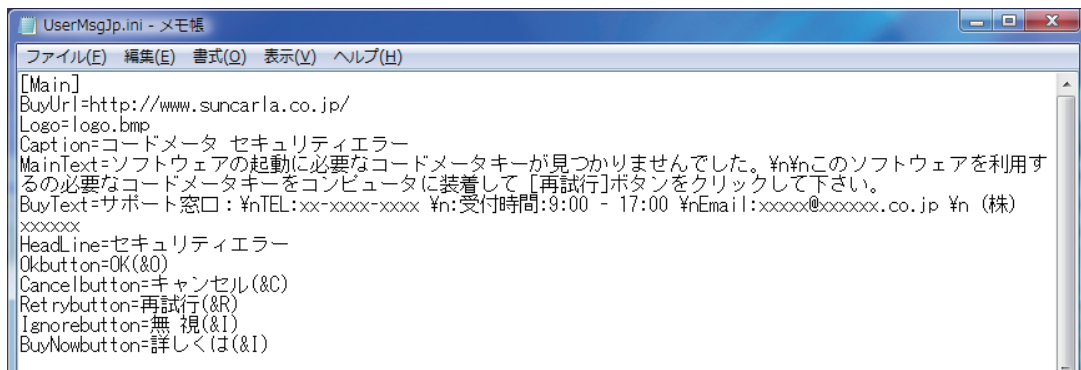 UserMsgJp.ini - メモ帳
ファイル(F) 編集(E) 書式(O) 表示(V) ヘルプ(H)
[Main]
BuyUrl=http://www.suncarla.co.jp/
Logo=logo.bmp
Caption=コードメータ セキュリティエラー
MainText=ソフトウェアの起動に必要なコードメータキーが見つかりませんでした。¥n¥nこのソフトウェアを利用す
るの必要なコードメータキーをコンピュータに装着して [再試行]ボタンをクリックして下さい。
BuyText=サポート窓口：¥nTEL:xx-xxxx-xxxx ¥n:受付時間:9:00 - 17:00 ¥nEmail:xxxxx@xxxxxx.co.jp ¥n (株)
xxxxxx
HeadLine=セキュリティエラー
Okbutton=OK(&O)
Cancelbutton=キャンセル(&C)
Retrybutton=再試行(&R)
Ignorebutton=無 視(&I)
BuyNowbutton=詳しくは(&I)